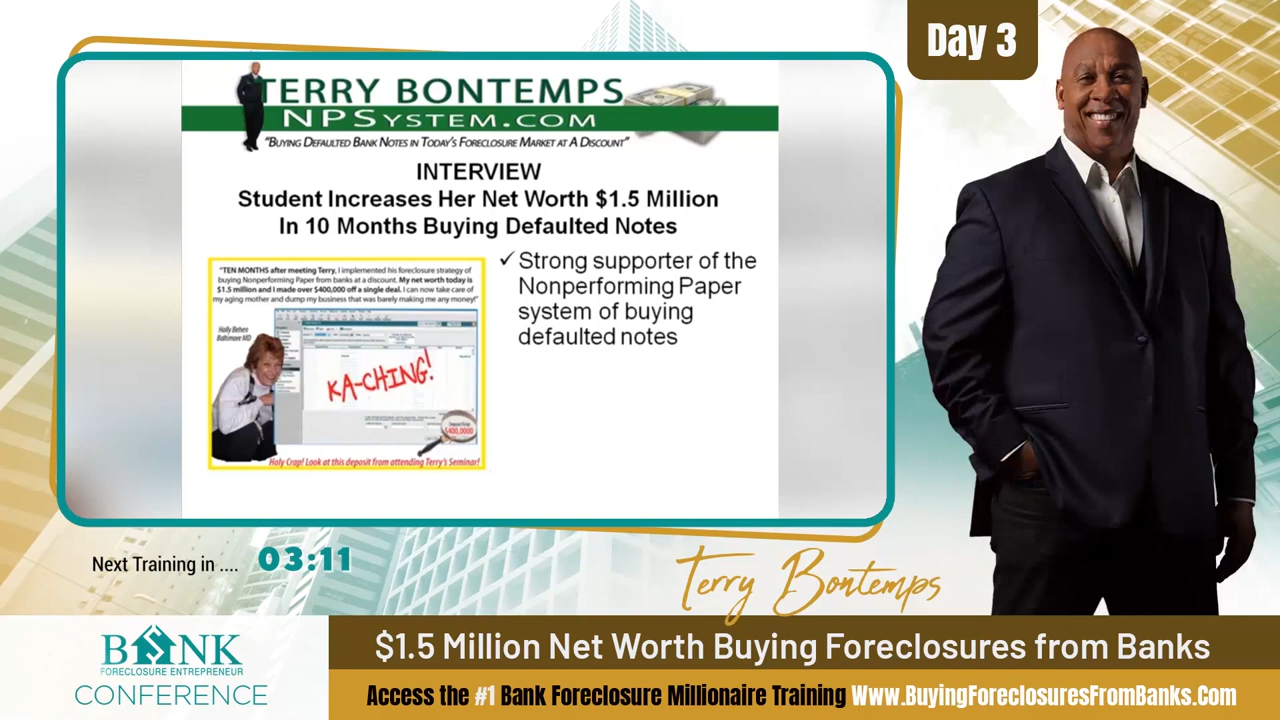 Day 3
TERRY BONTEMPS
NPSYSTEM.COM
"BUYING DEFAULTED BANK NOTES IN TODAY'S FORECLOSURE MARKET AT A DISCOUNT"
INTERVIEW
Student Increases Her Net Worth $1.5 Million
In 10 Months Buying Defaulted Notes
"TEN MONTHS after meeting Terry, I implemented his foreclosure strategy of
buying Nonperforming Paper from banks at a discount. My net worth today is
$1.5 million and I made over $400,000 off a single deal. I can now take care of
my aging mother and dump my business that was barely making me any money!"
Baltimore MD
KA-CHING!
Holy Crap! Look at this deposit from attending Terry's Seminar!
✓ Strong supporter of the
Nonperforming Paper
system of buying
defaulted notes
Next Training in .... 03:11
Terry Bontemps
BANK
FORECLOSURE ENTREPRENEUR
CONFERENCE
$1.5 Million Net Worth Buying Foreclosures from Banks
Access the #1 Bank Foreclosure Millionaire Training Www.BuyingForeclosuresFromBanks.Com